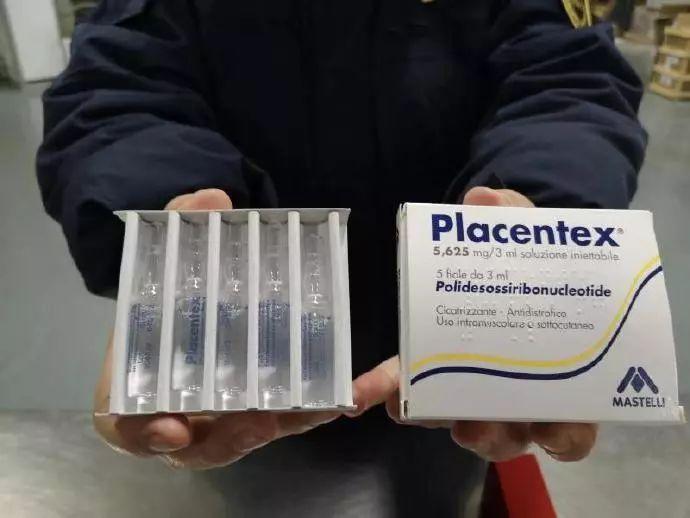 Placentex®
5,625 mg/3 ml soluzione iniettabile
5 fiale da 3 ml
Polidesossiribonucleotide
Cicatrizzante - Antidistrofico
Uso intramuscolare o sottocutaneo
MASTELLI
Placentex